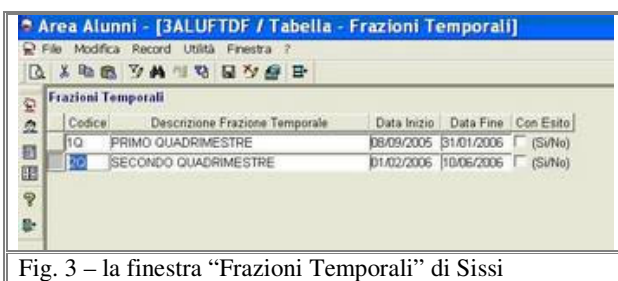 Area Alunni - [3ALUFTDF / Tabella - Frazioni Temporali]
File Modifica Record Utilità Finestra ?
Frazioni Temporali
Codice Descrizione Frazione Temporale Data Inizio Data Fine Con Esito
1Q PRIMO QUADRIMESTRE 08/09/2005 31/01/2006 (Si/No)
2Q SECONDO QUADRIMESTRE 01/02/2006 10/06/2006 (Si/No)
Fig. 3 – la finestra “Frazioni Temporali” di Sissi